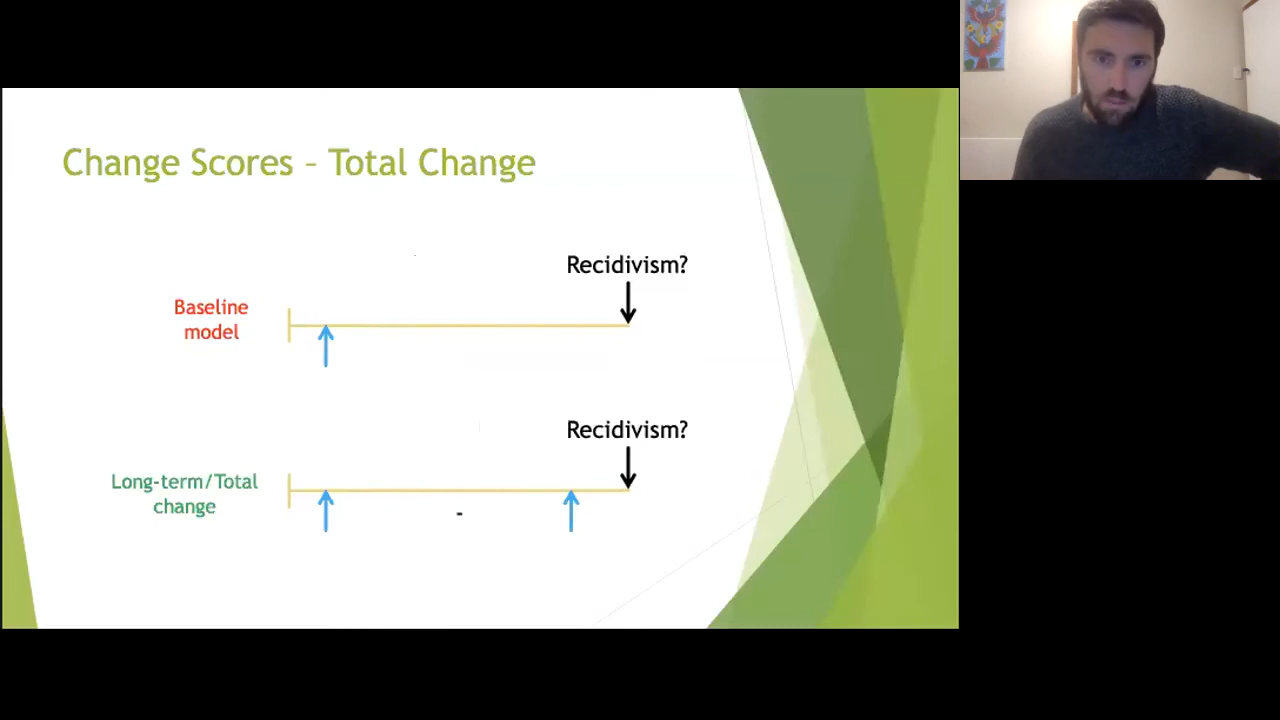 Change Scores – Total Change
Recidivism?
Baseline
model
Recidivism?
Long-term/Total
change
-